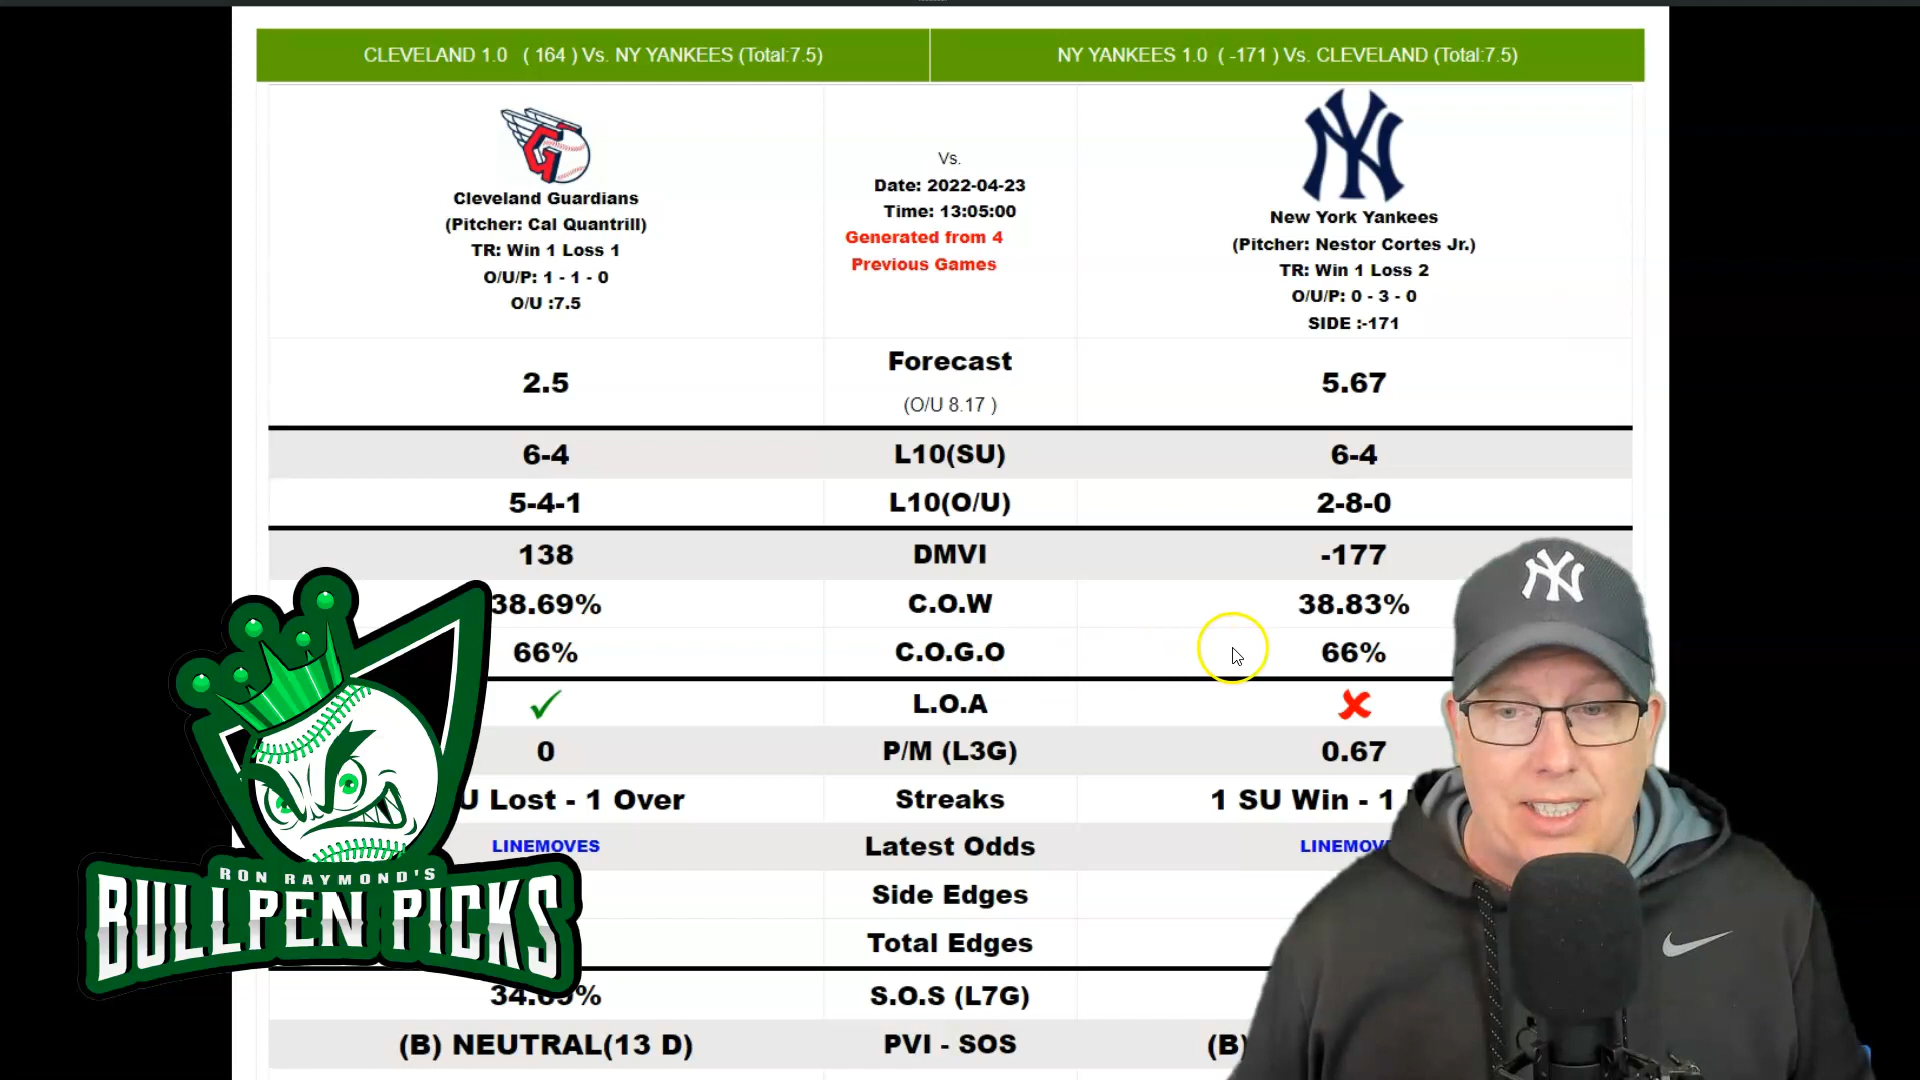 CLEVELAND 1.0 ( 164 ) Vs. NY YANKEES (Total:7.5)
NY YANKEES 1.0 ( -171 ) Vs. CLEVELAND (Total:7.5)
Cleveland Guardians
(Pitcher: Cal Quantrill)
TR: Win 1 Loss 1
O/U/P: 1 - 1 - 0
O/U :7.5
Vs.
Date: 2022-04-23
Time: 13:05:00
Generated from 4
Previous Games
NY
New York Yankees
(Pitcher: Nestor Cortes Jr.)
TR: Win 1 Loss 2
O/U/P: 0 - 3 - 0
SIDE :-171
2.5 Forecast 5.67
(O/U 8.17 )
6-4 L10(SU) 6-4
5-4-1 L10(O/U) 2-8-0
138 DMVI -177
38.69% C.O.W 38.83%
66% C.O.G.O 66%
L.O.A
0 P/M (L3G) 0.67
U Lost - 1 Over Streaks 1 SU Win - 1
LINEMOVES Latest Odds LINEMOV
Side Edges
Total Edges
S.O.S (L7G)
(B) NEUTRAL(13 D) PVI - SOS (B)
RON RAYMOND'S
BULLPEN PICKS
NY